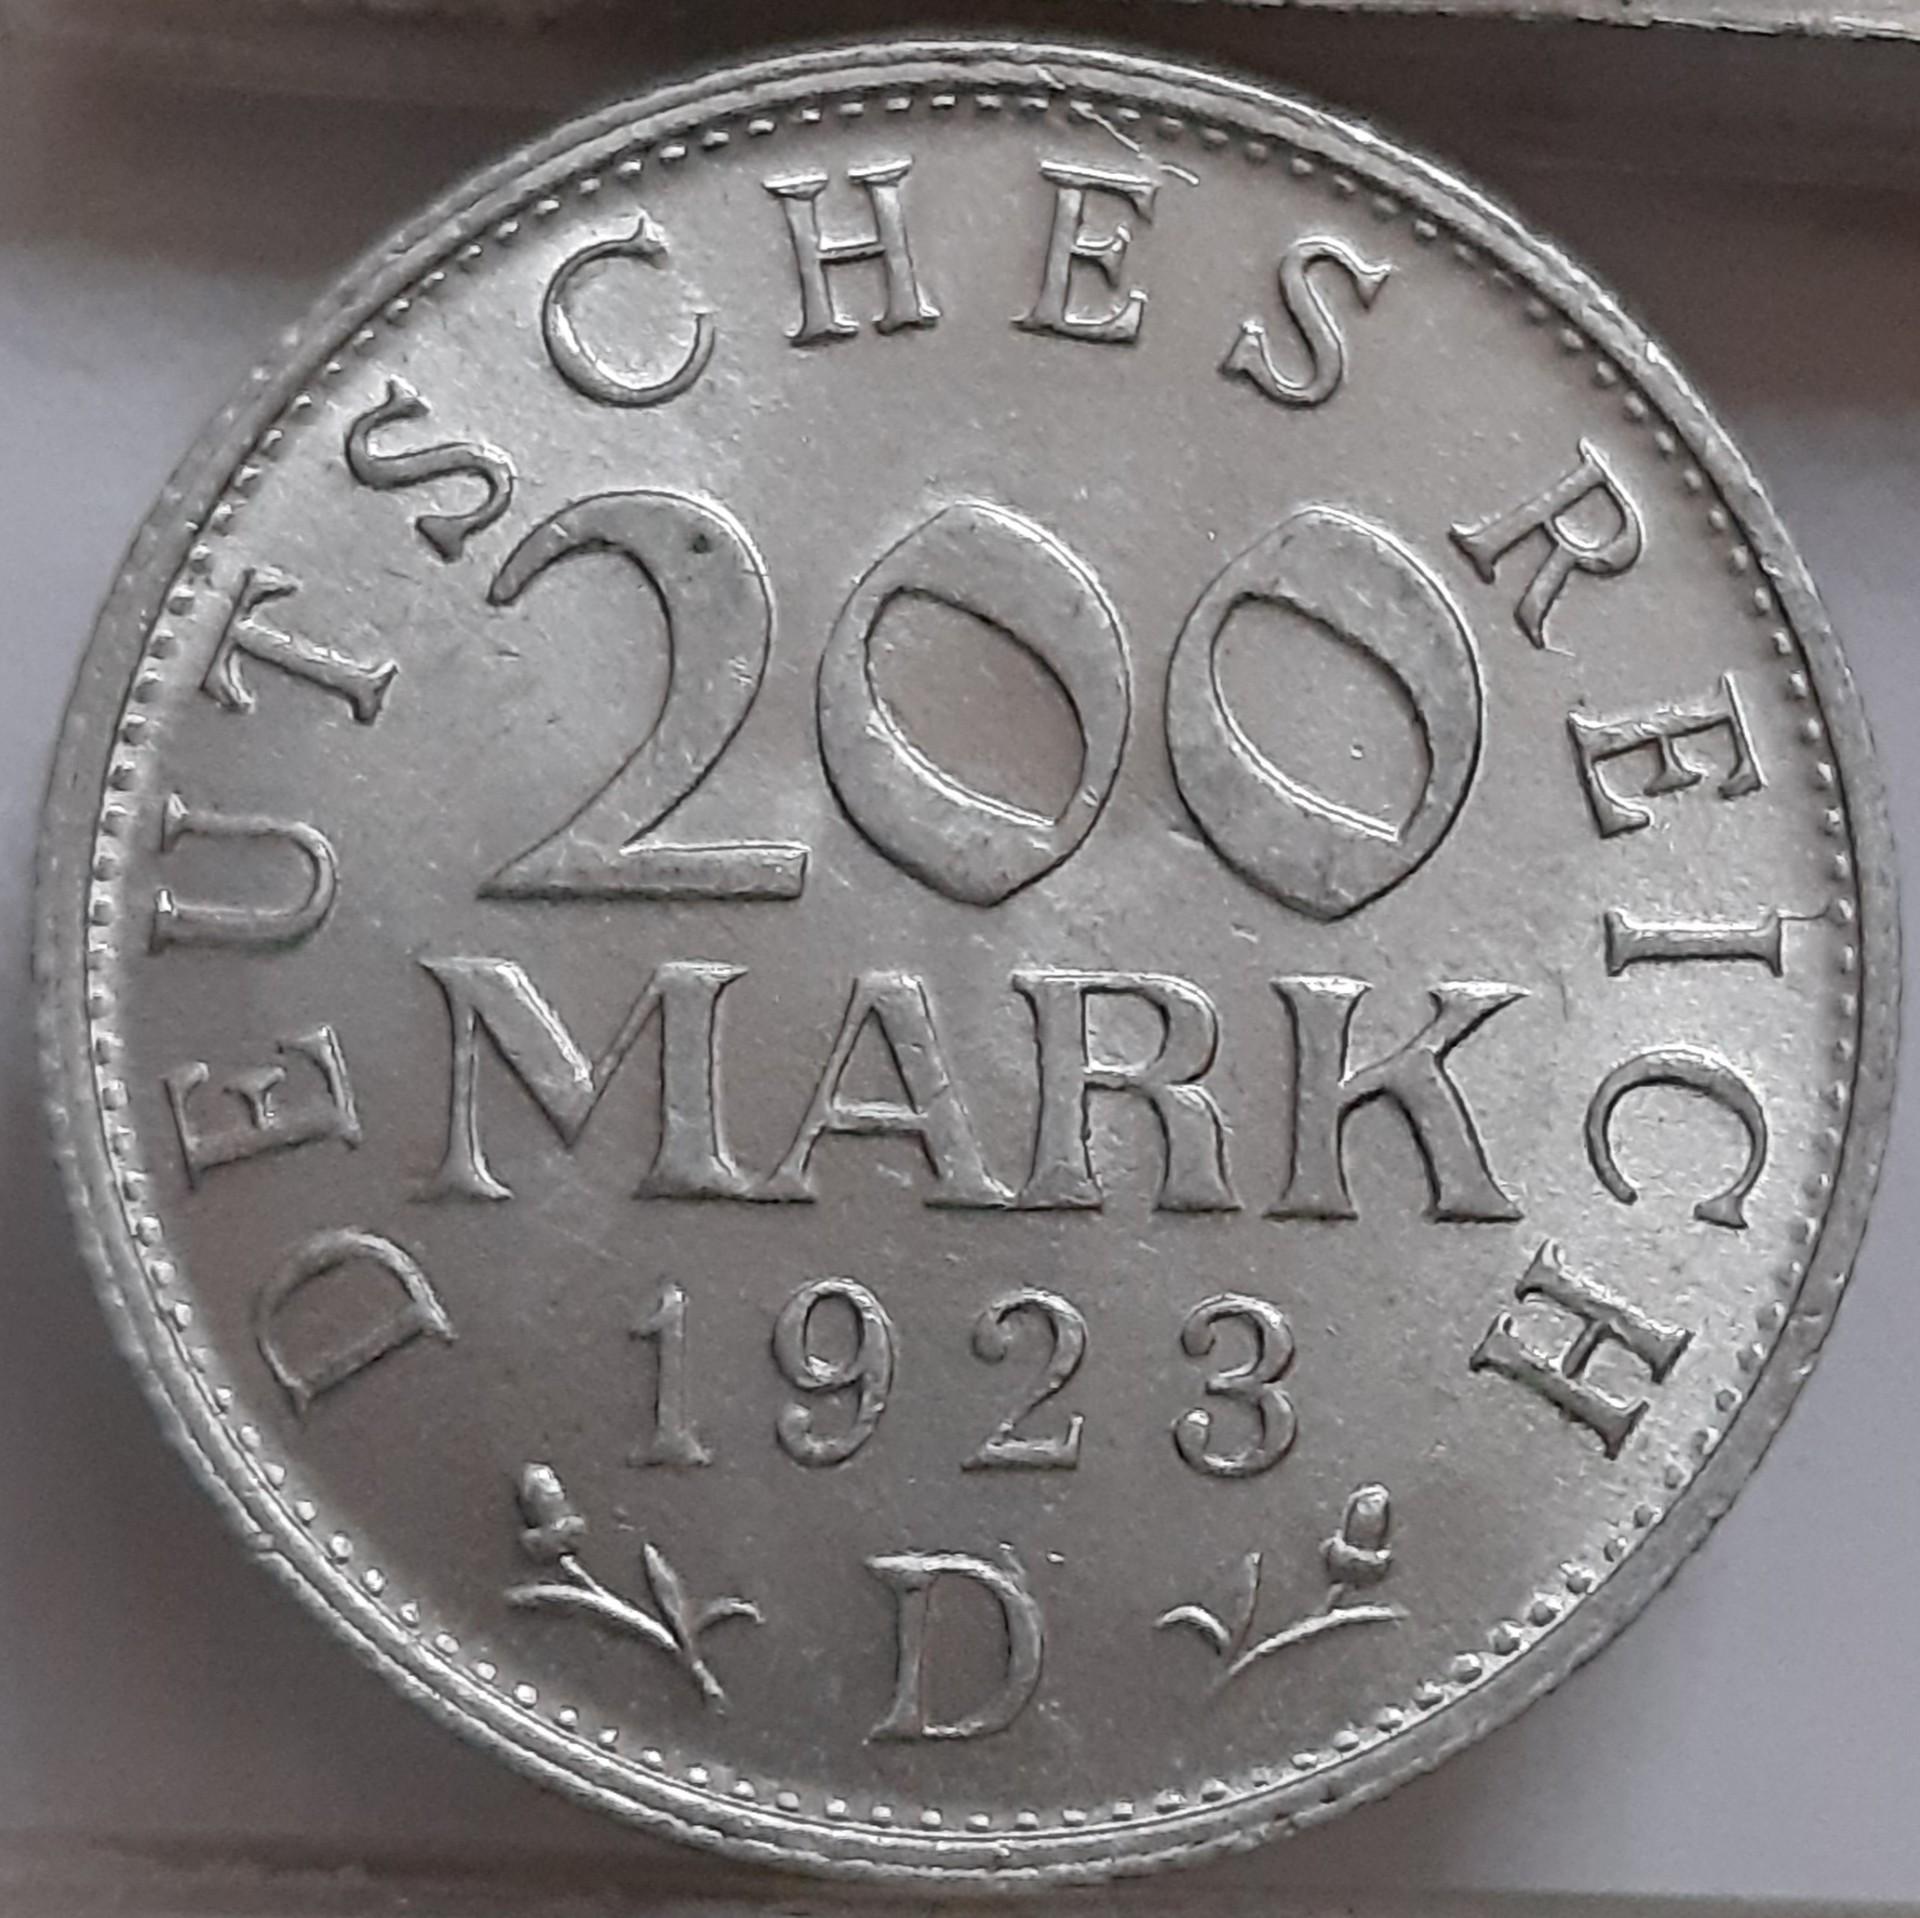 DEUTSCHES REICH
200
MARK
1923
D